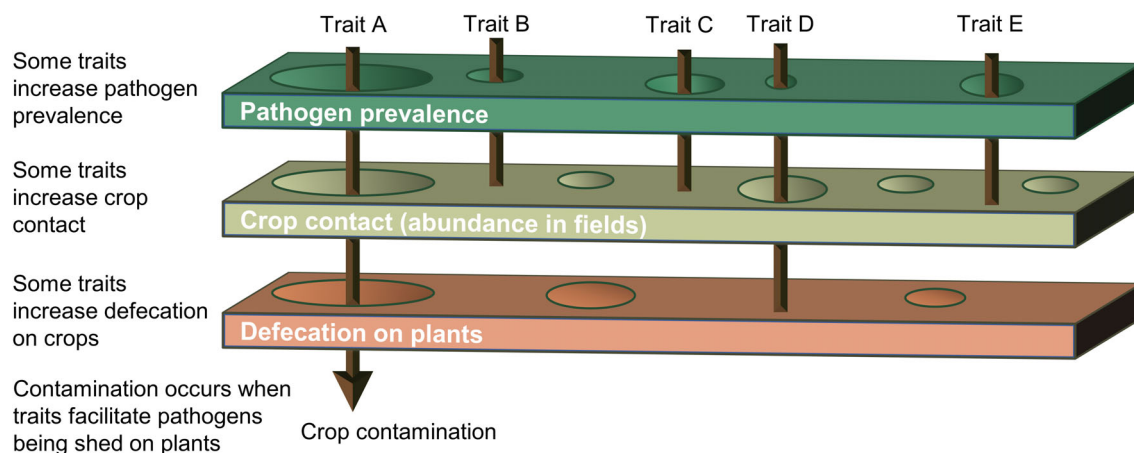 Trait A
Trait B
Trait C
Trait D
Trait E
Some traits
increase pathogen
prevalence
Pathogen prevalence
Some traits
increase crop
contact
Crop contact (abundance in fields)
Some traits
increase defecation
on crops
Defecation on plants
Contamination occurs when
traits facilitate pathogens
being shed on plants
Crop contamination